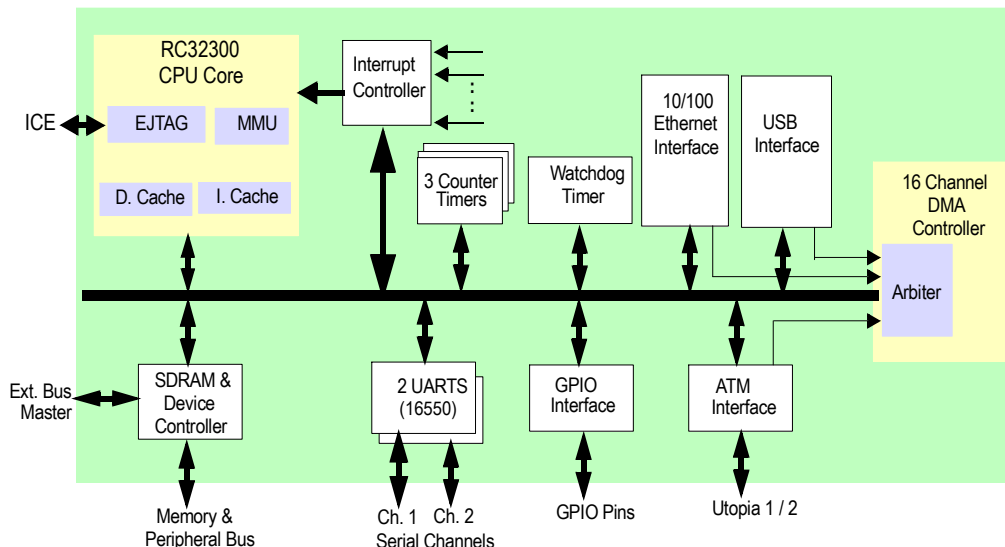 RC32300
CPU Core
EJTAG
MMU
D. Cache
I. Cache
ICE
Interrupt
Controller
3 Counter
Timers
Watchdog
Timer
10/100
Ethernet
Interface
USB
Interface
16 Channel
DMA
Controller
Arbiter
Ext. Bus
Master
SDRAM &
Device
Controller
2 UARTS
(16550)
GPIO
Interface
ATM
Interface
Memory &
Peripheral Bus
Ch. 1
Ch. 2
Serial Channels
GPIO Pins
Utopia 1 / 2